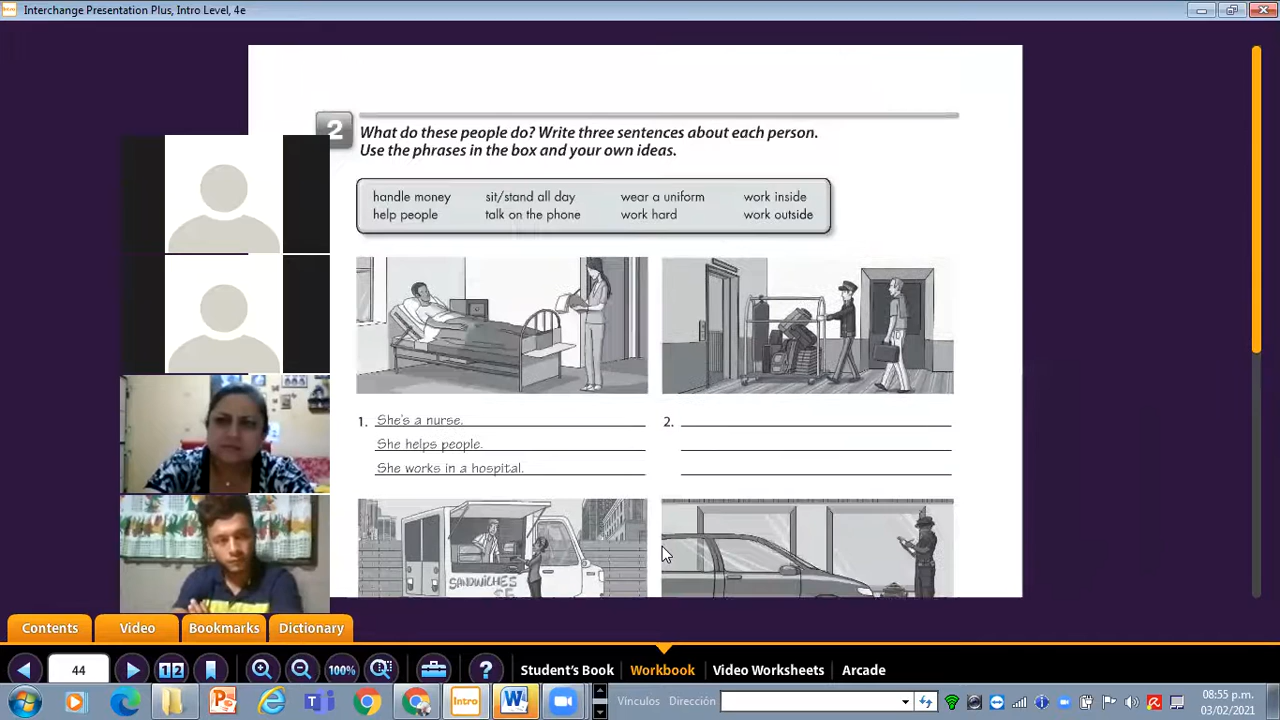 Interchange Presentation Plus, Intro Level, 4e
2
What do these people do? Write three sentences about each person.
Use the phrases in the box and your own ideas.
handle money sit/stand all day wear a uniform work inside
help people talk on the phone work hard work outside
1. She's a nurse.
She helps people.
She works in a hospital.
2.
SANDWICHES
Contents Video Bookmarks Dictionary
44
12
100%
?
Student's Book Workbook Video Worksheets Arcade
Intro
Vínculos Dirección
08:55 p.m.
03/02/2021